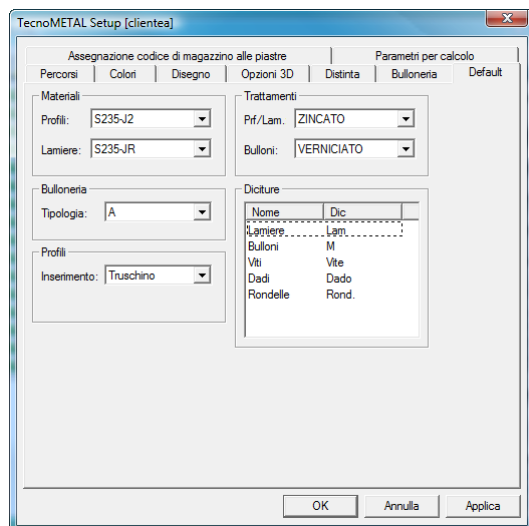 TecnoMETAL Setup [clientea]
x
Assegnazione codice di magazzino alle piastre Parametri per calcolo
Percorsi Colori Disegno Opzioni 3D Distinta Bulloneria Default
Materiali
Profili: S235-J2
Lamiere: S235-JR
Trattamenti
Prf/Lam. ZINCATO
Bulloni: VERNICIATO
Bulloneria
Tipologia: A
Profili
Inserimento: Truschino
Diciture
Nome Dic
Lamiere Lam
Bulloni M
Viti Vite
Dadi Dado
Rondelle Rond.
OK Annulla Applica